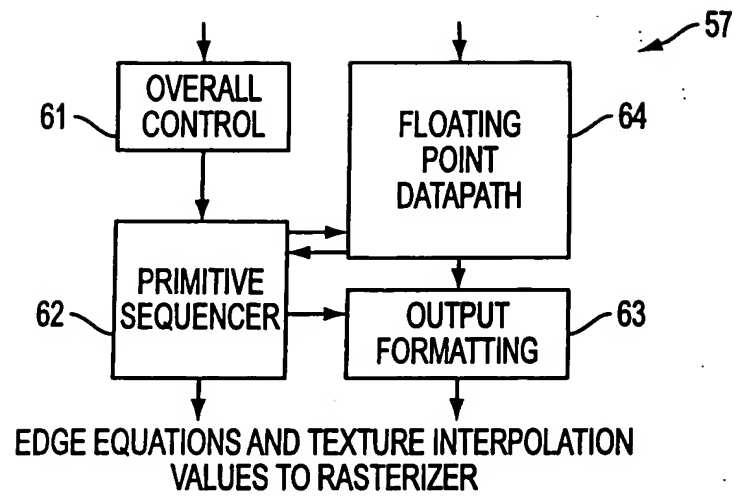 57
OVERALL
CONTROL
61
FLOATING
POINT
DATAPATH
64
PRIMITIVE
SEQUENCER
62
OUTPUT
FORMATTING
63
EDGE EQUATIONS AND TEXTURE INTERPOLATION
VALUES TO RASTERIZER